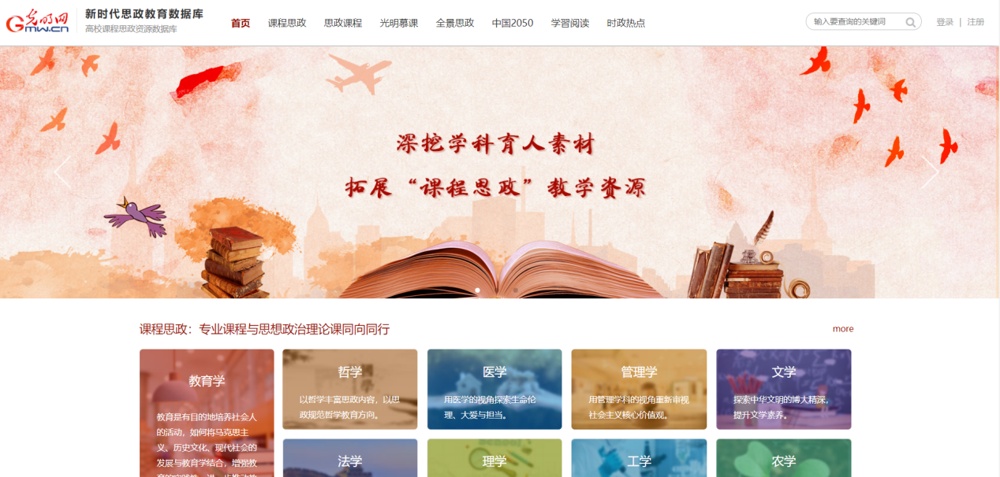 光明网
GMW.CN
新时代思政教育数据库
高校课程思政资源数据库
首页 课程思政 思政课程 光明慕课 全景思政 中国2050 学习阅读 时政热点
输入要查询的关键词
登录 | 注册
深挖学科育人素材
拓展“课程思政”教学资源
课程思政：专业课程与思想政治理论课同向同行
more
教育学
教育是有目的地培养社会人
的活动，如何将马克思主
义、历史文化、现代社会的
发展与教育学结合，增强教
哲学
以哲学丰富思政内容，以思
政规范哲学教育方向。
医学
用医学的视角探索生命伦
理、大爱与担当。
管理学
用管理学科的视角重新审视
社会主义核心价值观。
文学
探索中华文明的博大精深，
提升文学素养。
法学
理学
工学
农学